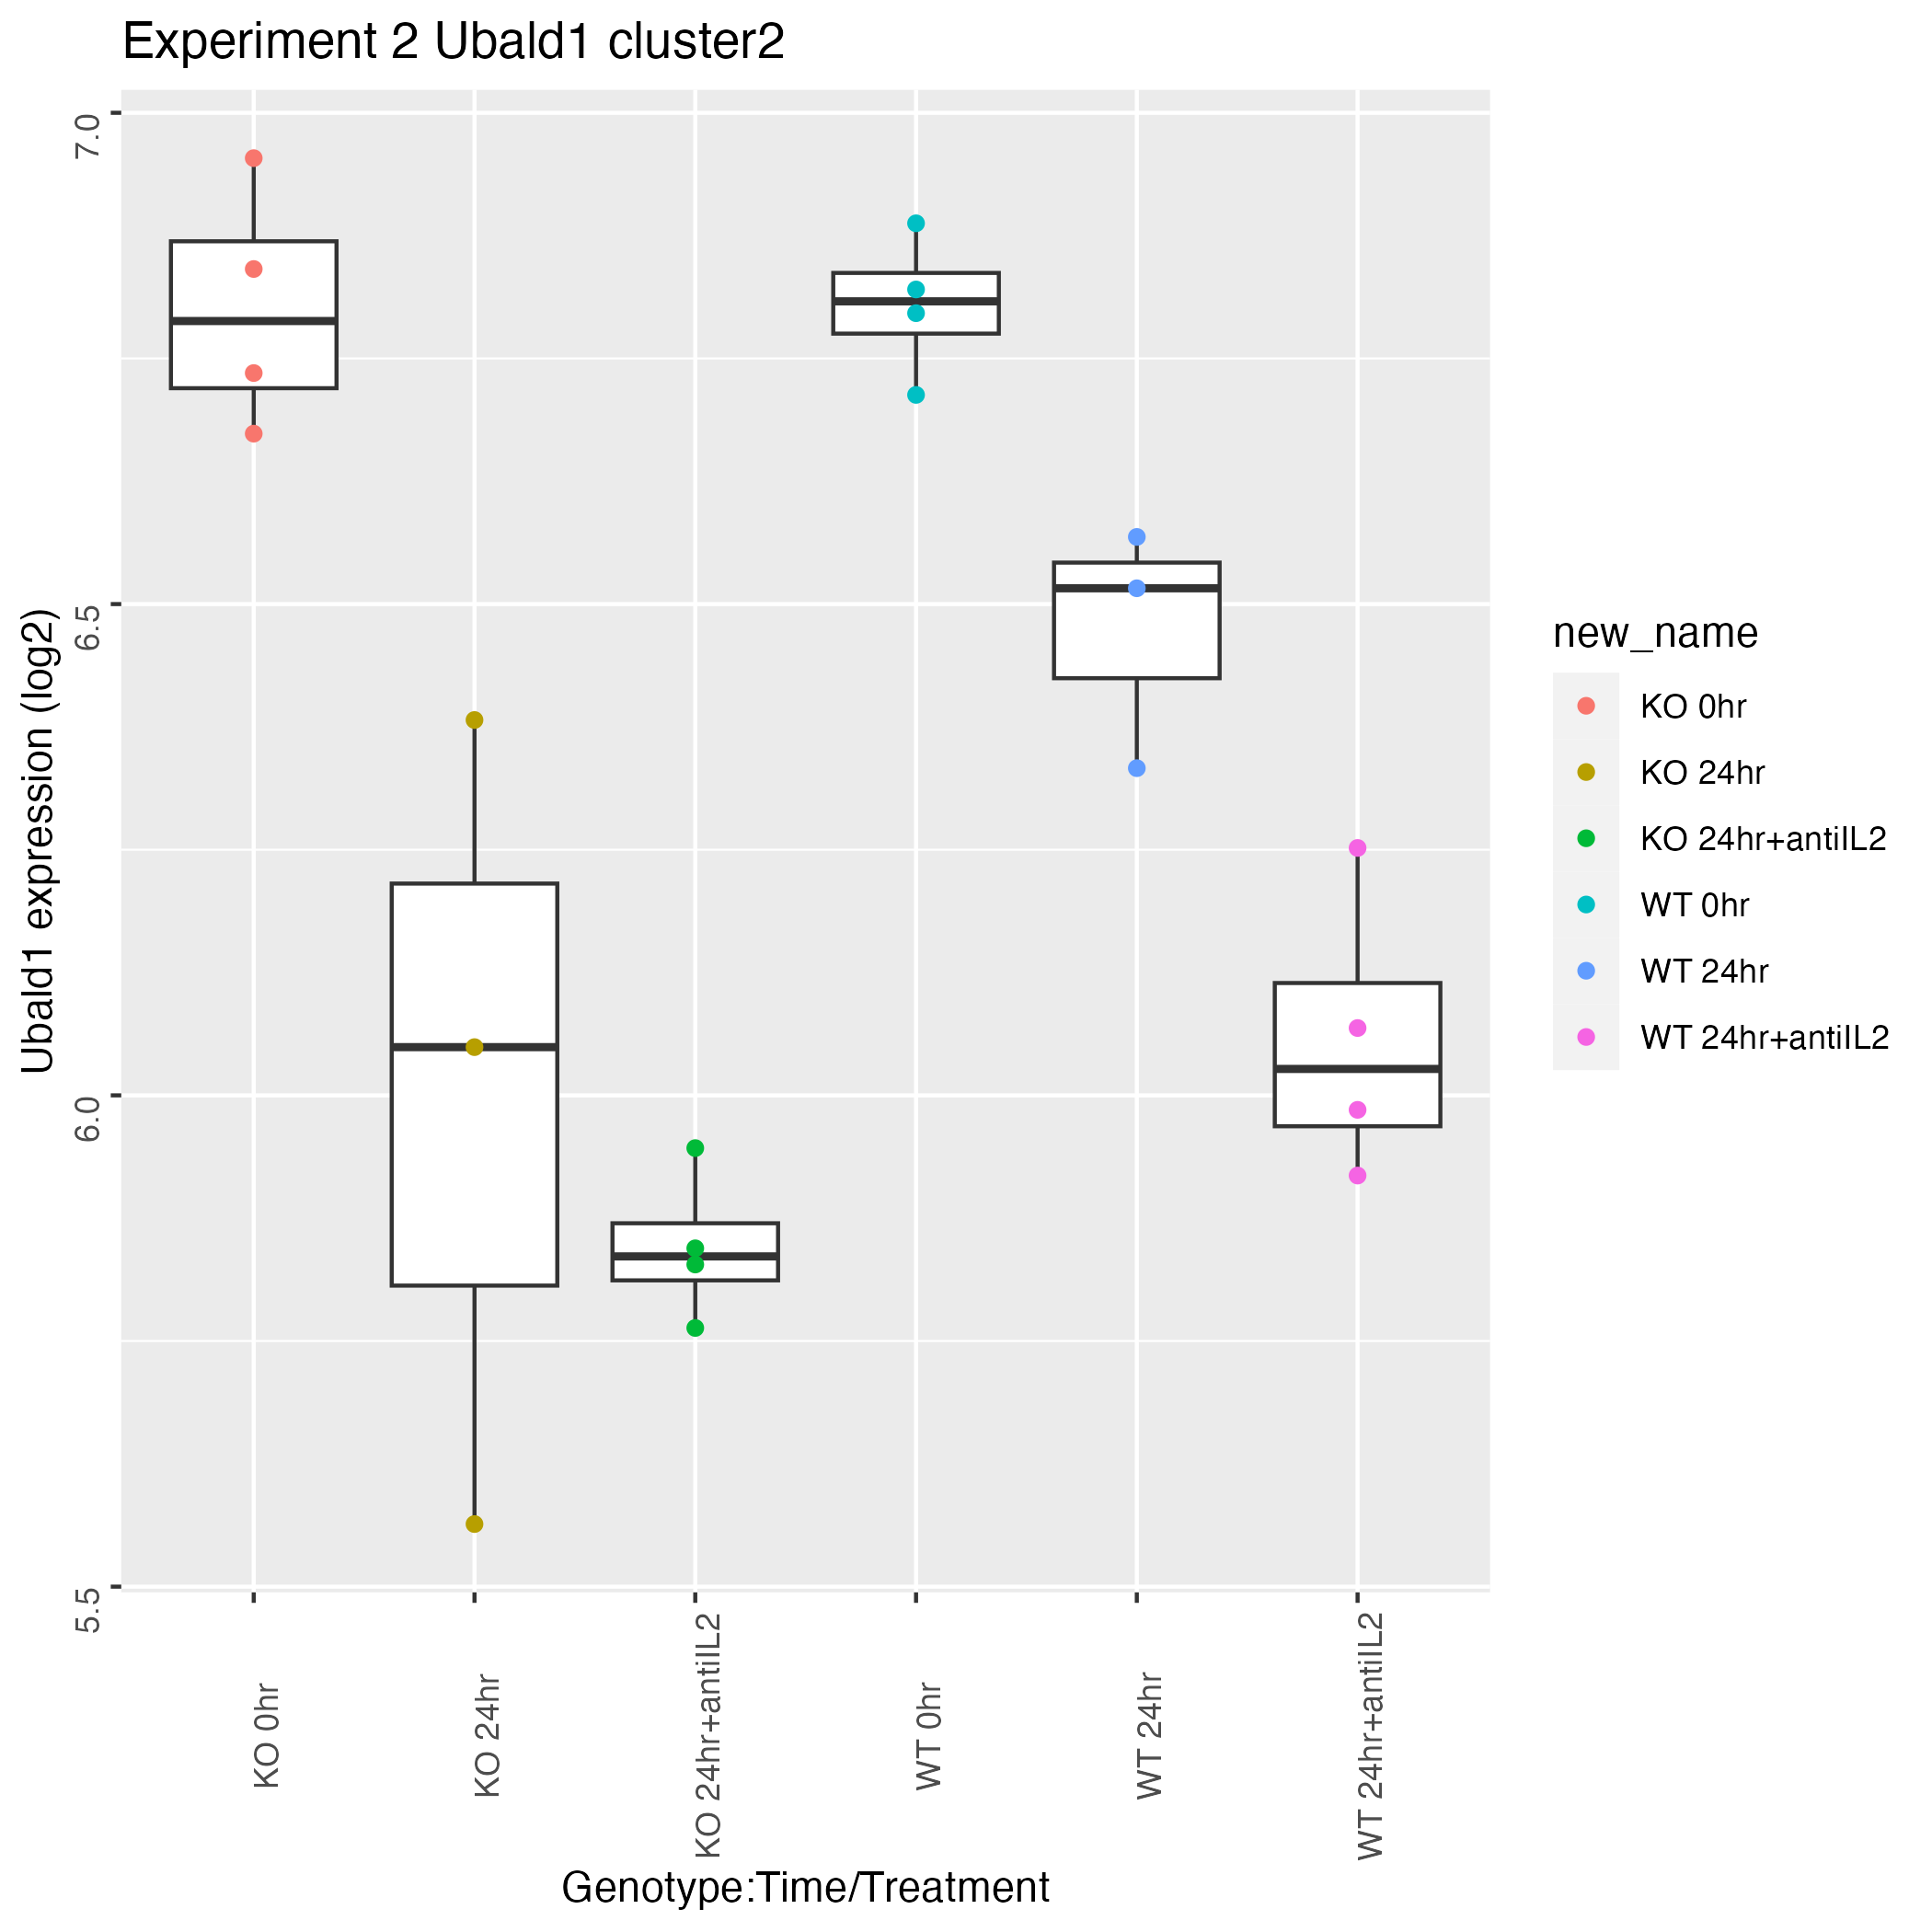 Experiment 2 Ubald1 cluster2
Ubald1 expression (log2)
7.0
6.5
6.0
5.5
KO 0hr
KO 24hr
KO 24hr+antiIL2
WT 0hr
WT 24hr
WT 24hr+antiIL2
Genotype:Time/Treatment
new_name
KO 0hr
KO 24hr
KO 24hr+antiIL2
WT 0hr
WT 24hr
WT 24hr+antiIL2